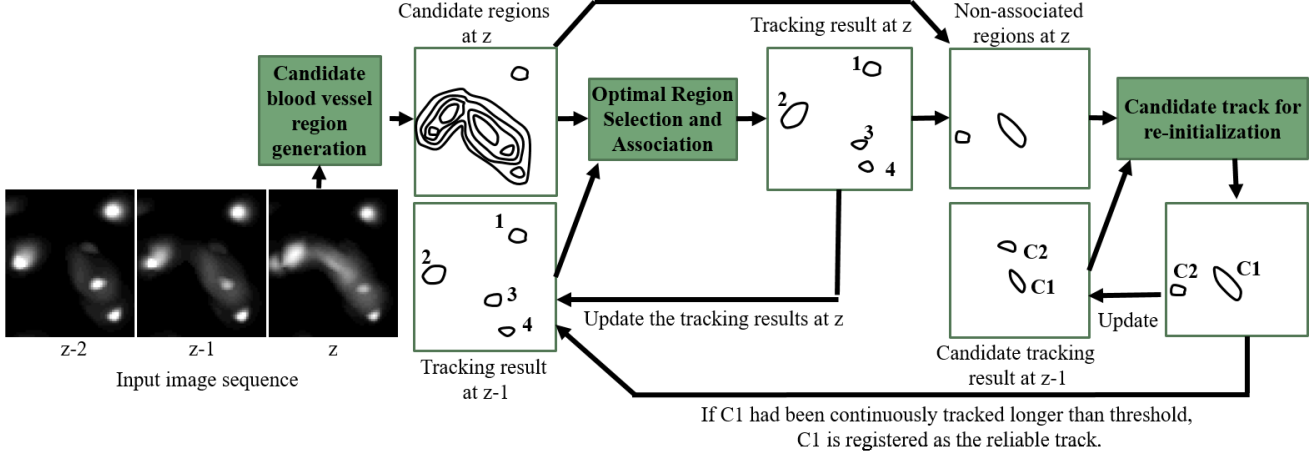 Candidate regions
at z
Tracking result at z
Non-associated
regions at z
Candidate
blood vessel
region
generation
Optimal Region
Selection and
Association
1
2
3
4
Candidate track for
re-initialization
1
2
3
4
C2
C1
C2
C1
Update the tracking results at z
Update
z-2
z-1
z
Input image sequence
Tracking result
at z-1
Candidate tracking
result at z-1
If C1 had been continuously tracked longer than threshold,
C1 is registered as the reliable track.